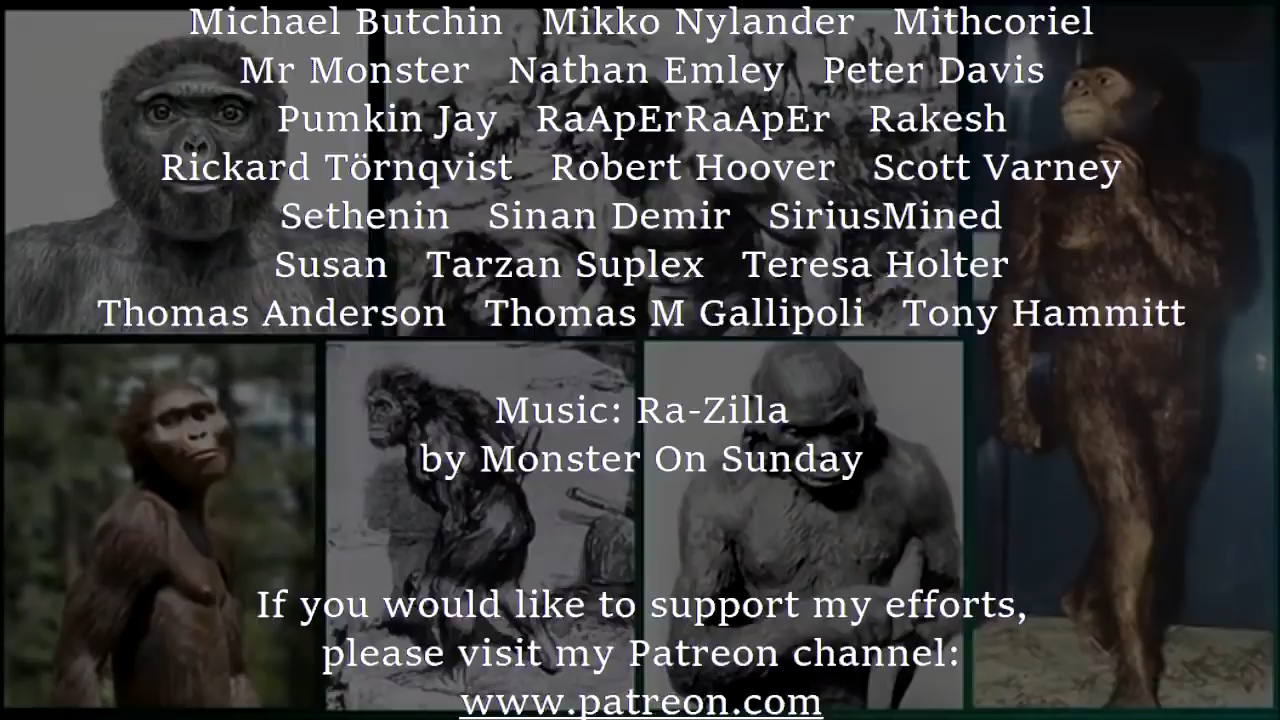 Michael Butchin Mikko Nylander Mithcoriel
Mr Monster Nathan Emley Peter Davis
Pumkin Jay RaApErRaApEr Rakesh
Rickard Törnqvist Robert Hoover Scott Varney
Sethenin Sinan Demir SiriusMined
Susan Tarzan Suplex Teresa Holter
Thomas Anderson Thomas M Gallipoli Tony Hammitt
Music: Ra-Zilla
by Monster On Sunday
If you would like to support my efforts,
please visit my Patreon channel:
www.patreon.com